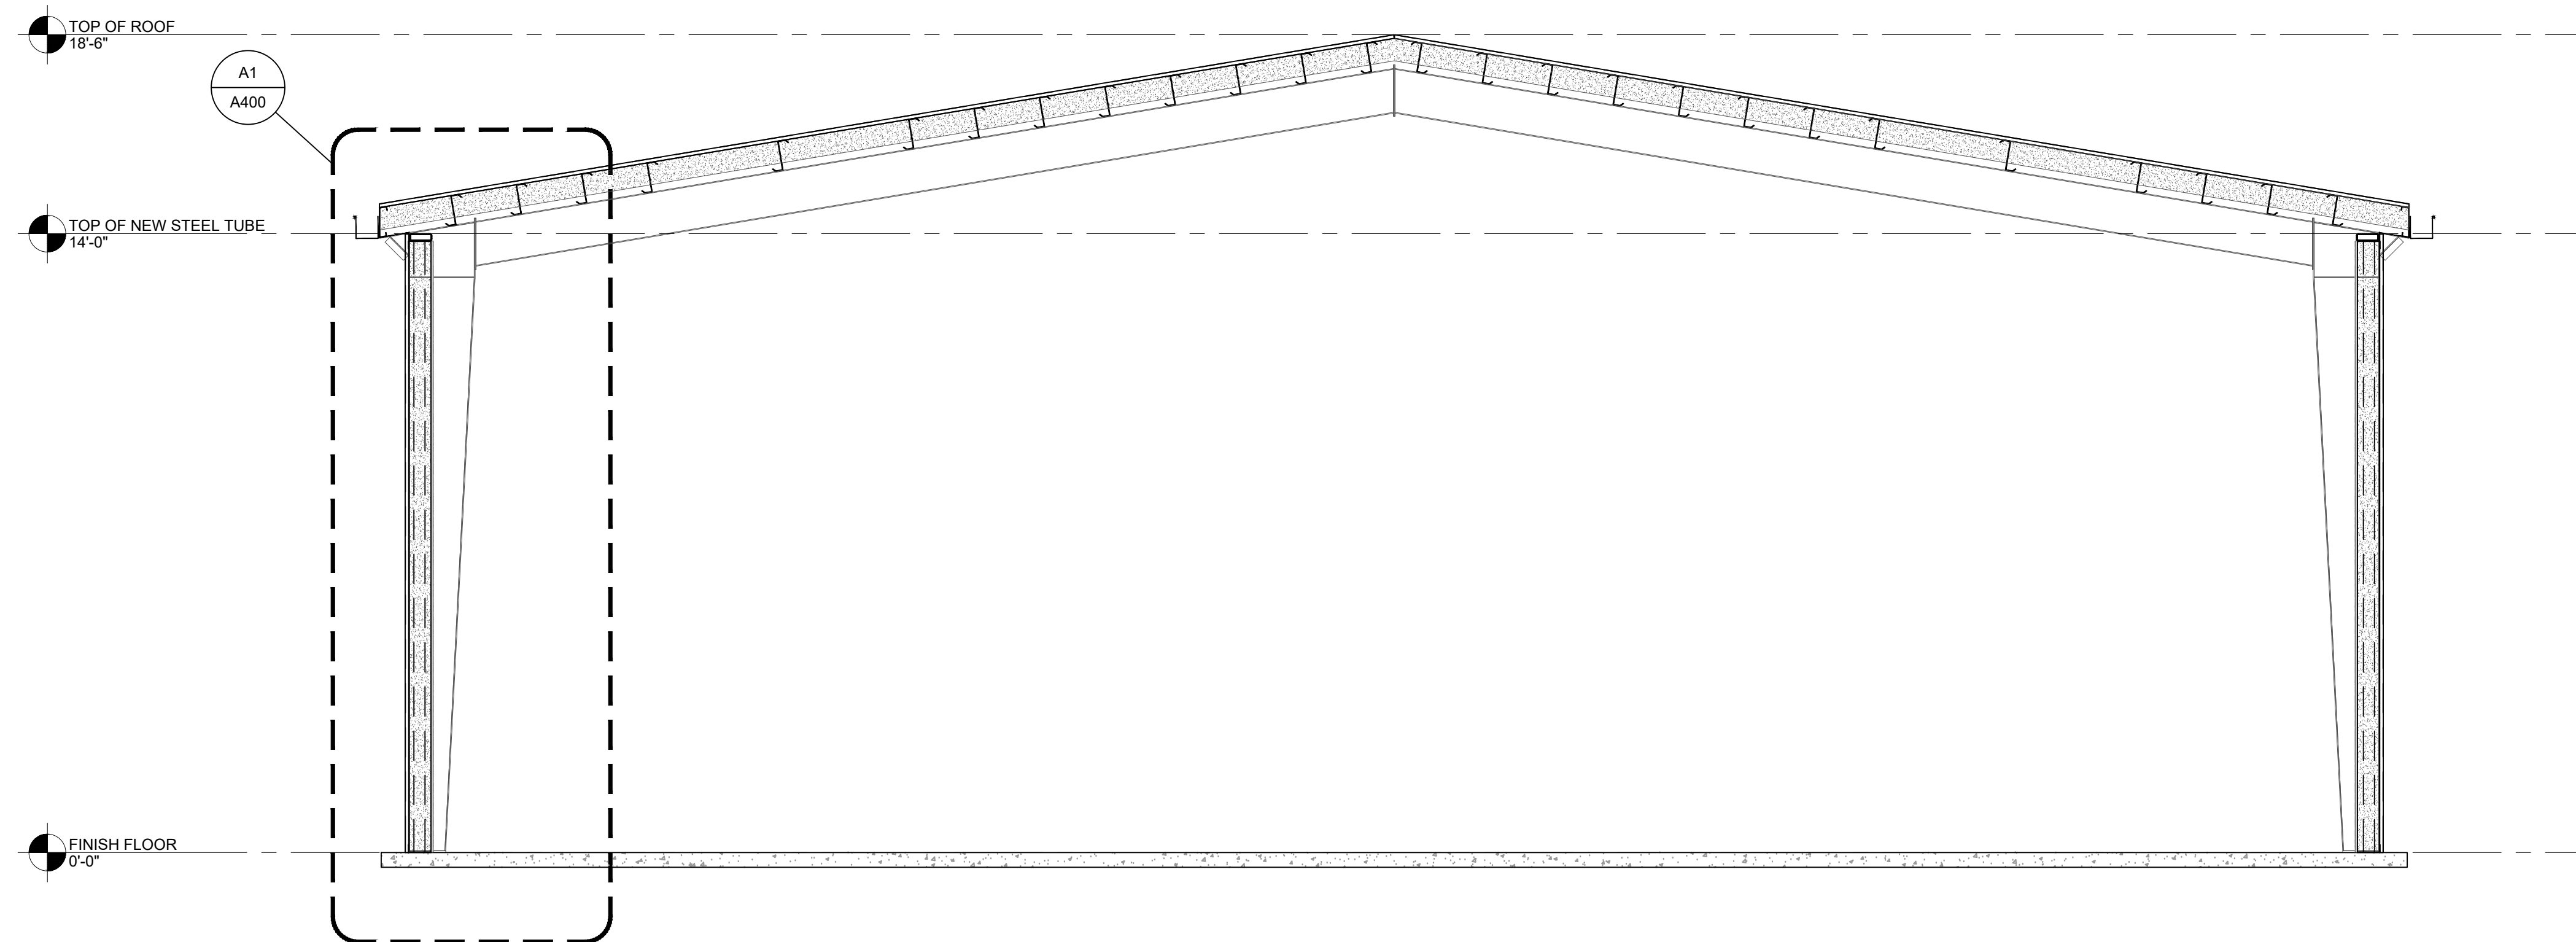 TOP OF ROOF
18'-6"
A1
A400
TOP OF NEW STEEL TUBE
14'-0"
FINISH FLOOR
0'-0"